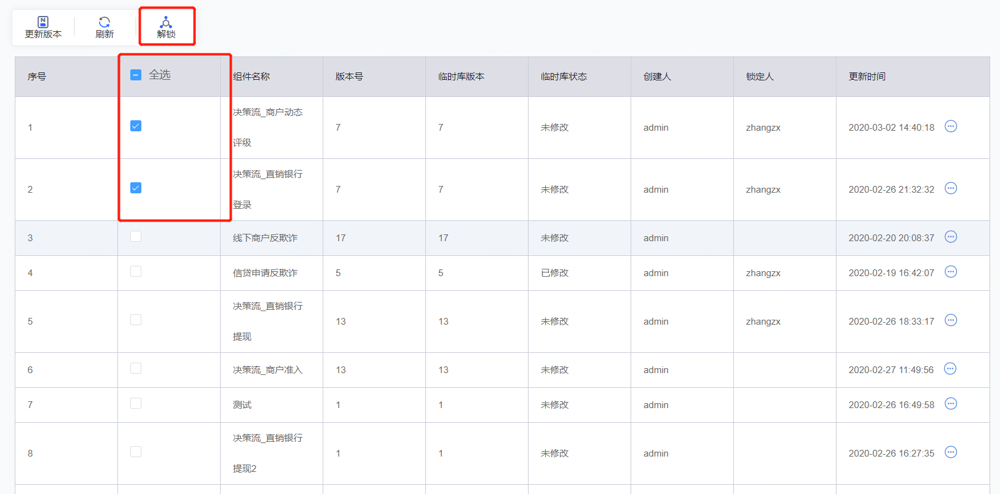 更新版本 刷新 解锁
序号 全选 组件名称 版本号 临时库版本 临时库状态 创建人 锁定人 更新时间
决策流_商户动态
1 7 7 未修改 admin zhangzx 2020-03-02 14:40:18
评级
决策流_直销银行
2 7 7 未修改 admin zhangzx 2020-02-26 21:32:32
登录
3 线下商户反欺诈 17 17 未修改 admin 2020-02-20 20:08:37
4 信贷申请反欺诈 5 5 已修改 admin zhangzx 2020-02-19 16:42:07
决策流_直销银行
5 13 13 未修改 admin zhangzx 2020-02-26 18:33:17
提现
6 决策流_商户准入 13 13 未修改 admin 2020-02-27 11:49:56
7 测试 1 1 未修改 admin 2020-02-26 16:49:58
决策流_直销银行
8 1 1 未修改 admin 2020-02-26 16:27:35
提现2